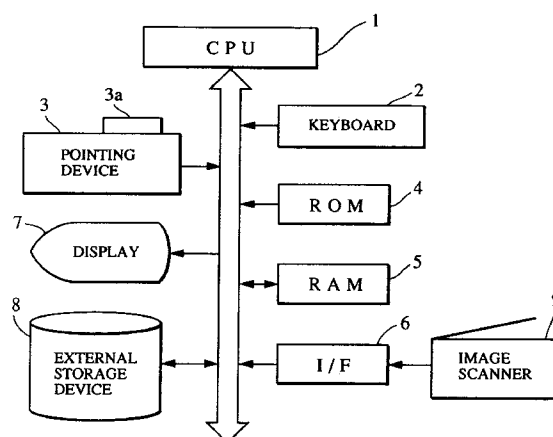 1
CPU
3a
2
3
KEYBOARD
POINTING
DEVICE
4
ROM
7
DISPLAY
5
RAM
8
6
EXTERNAL
STORAGE
DEVICE
I/F
IMAGE
SCANNER